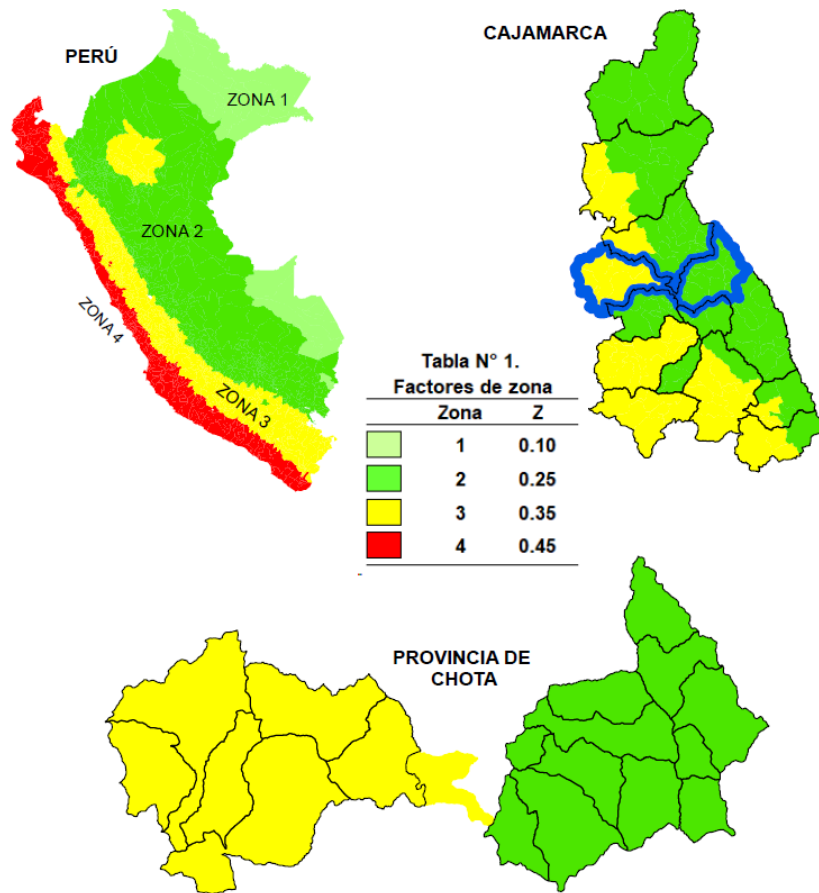 PERÚ
ZONA 1
ZONA 2
ZONA 4
ZONA 3
CAJAMARCA
Tabla N° 1.
Factores de zona
Zona Z
1 0.10
2 0.25
3 0.35
4 0.45
PROVINCIA DE
CHOTA